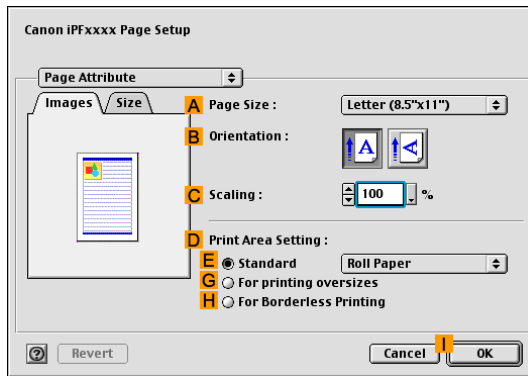 Canon iPFxxxx Page Setup
Page Attribute
Images Size
A Page Size : Letter (8.5"x11")
B Orientation : A A
C Scaling : 100 %
D Print Area Setting :
E Standard Roll Paper
G For printing oversizes
H For Borderless Printing
? Revert Cancel I OK